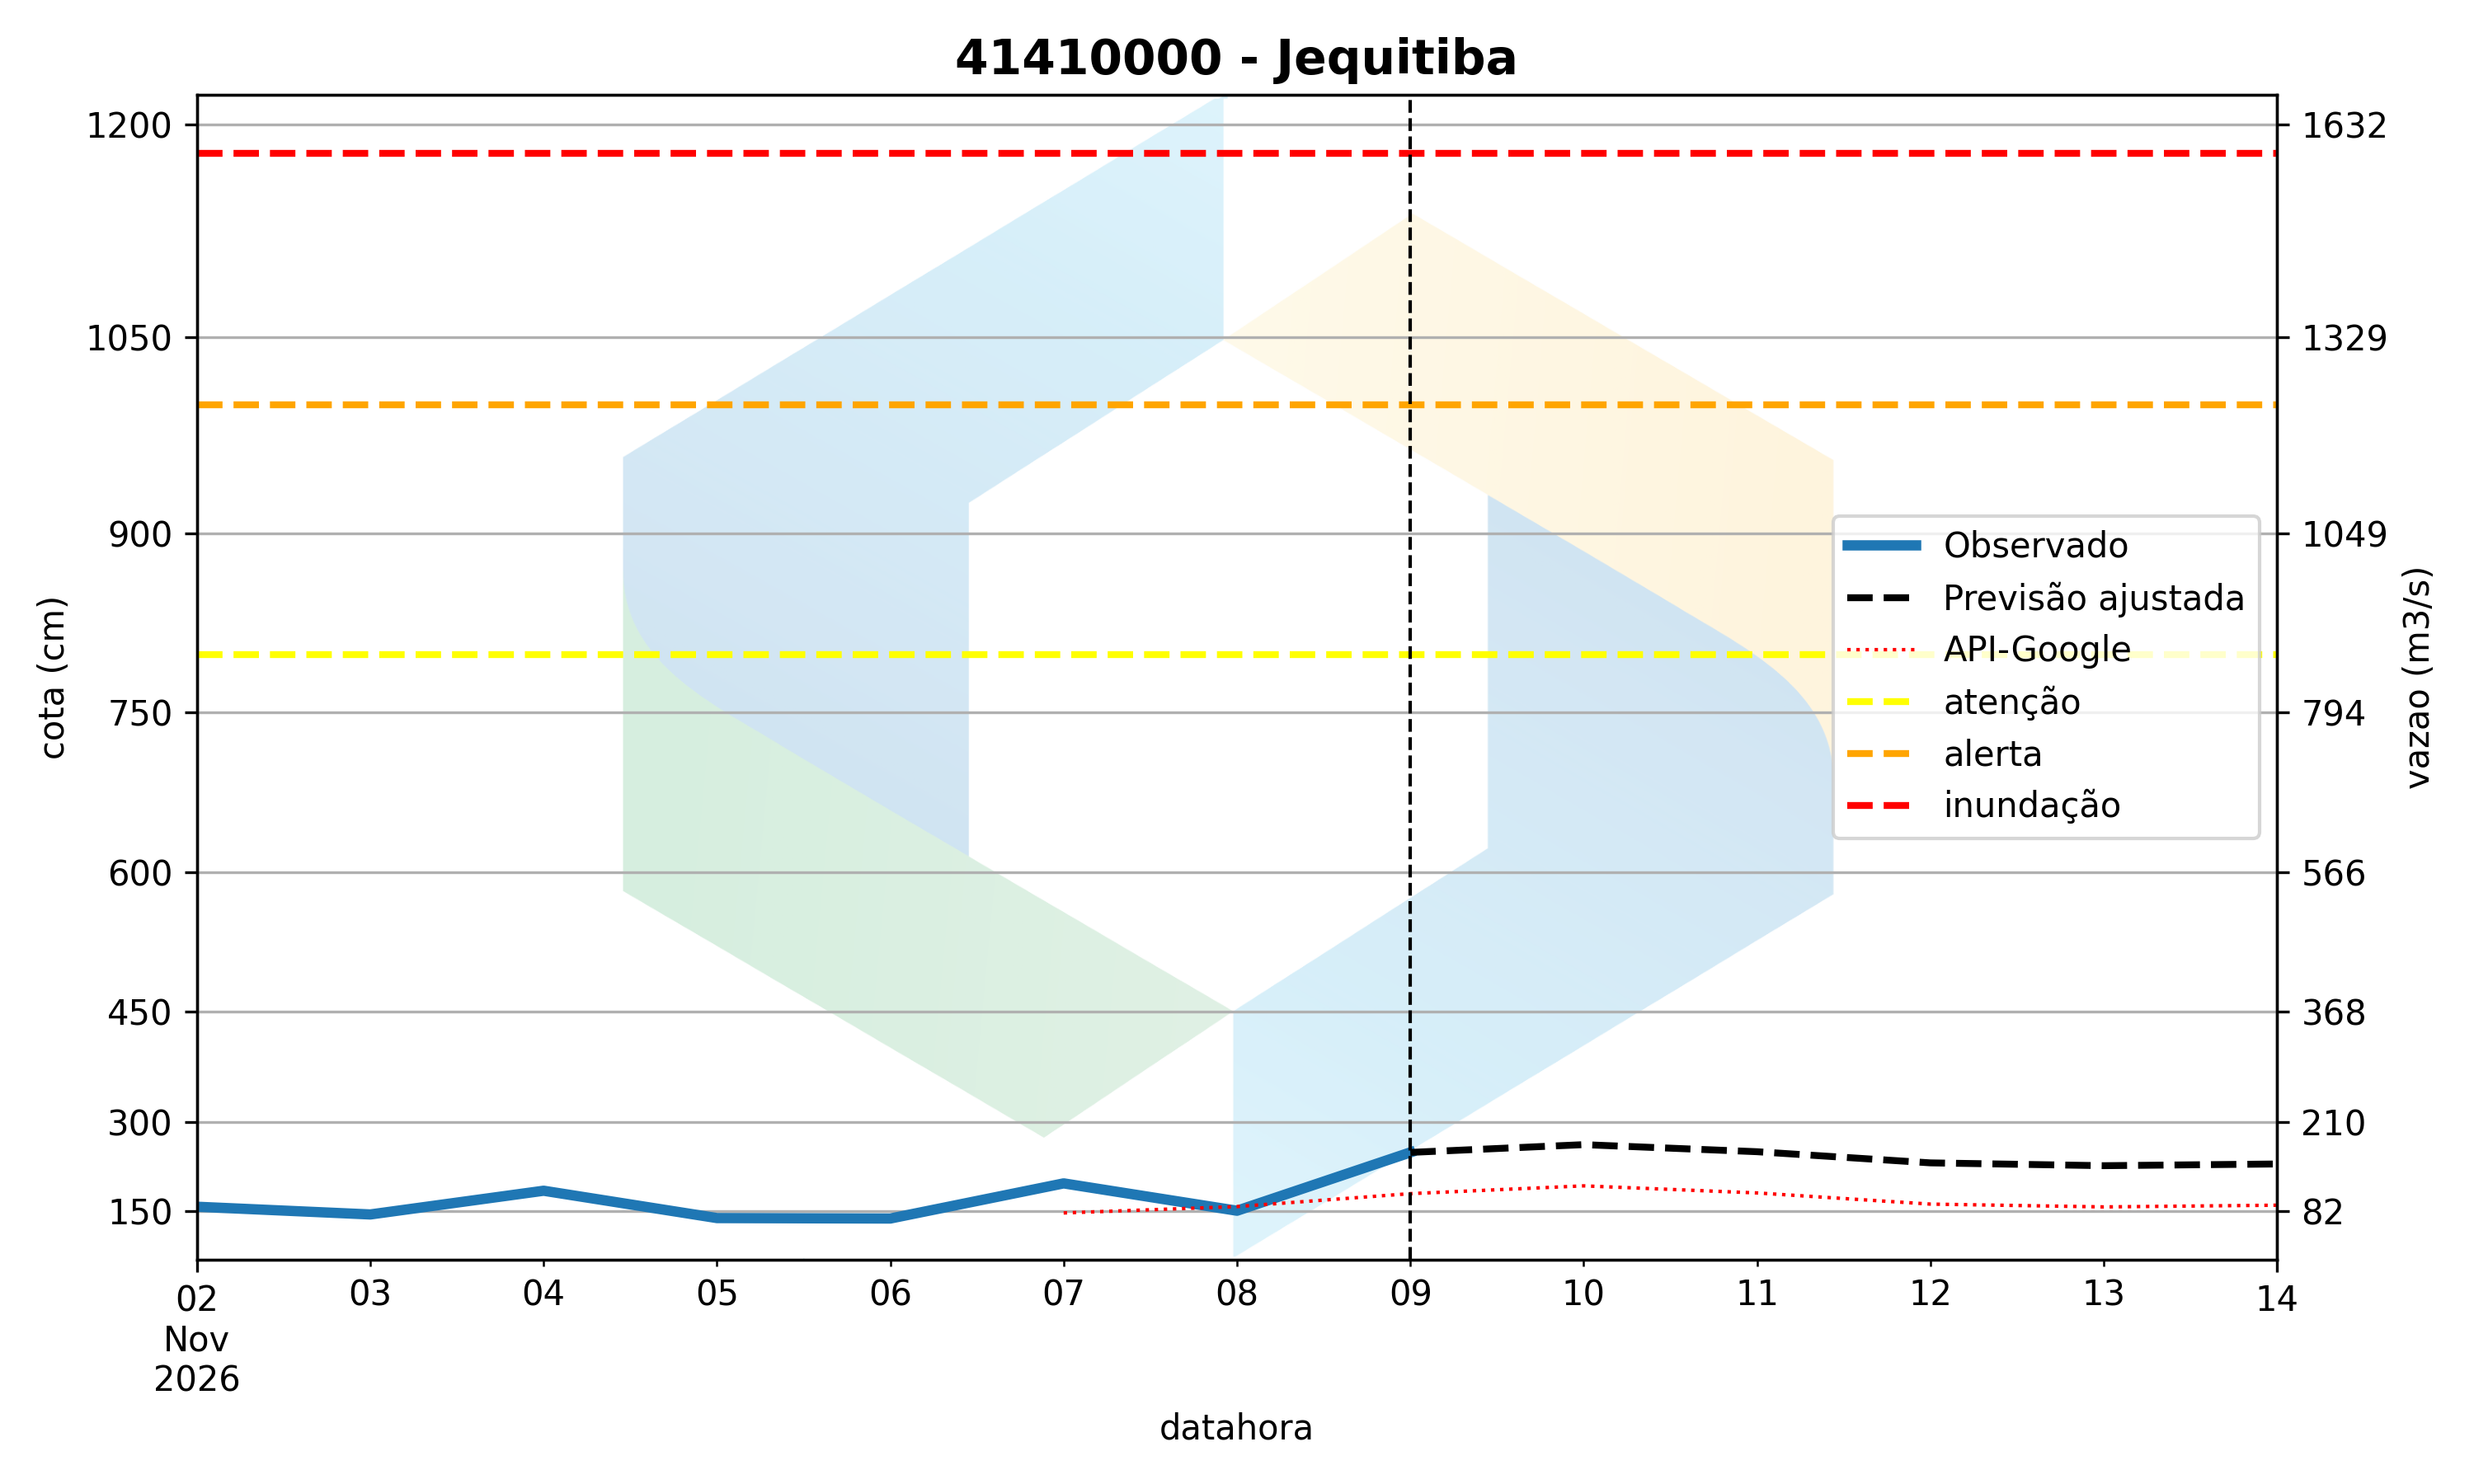 41410000 - Jequitiba
1200
1050
900
750
600
450
300
150
cota (cm)
1632
1329
1049
794
566
368
210
82
vazao (m3/s)
Observado
Previsão ajustada
API-Google
atenção
alerta
inundação
02
Nov
2026
03
04
05
06
07
08
09
10
11
12
13
14
datahora